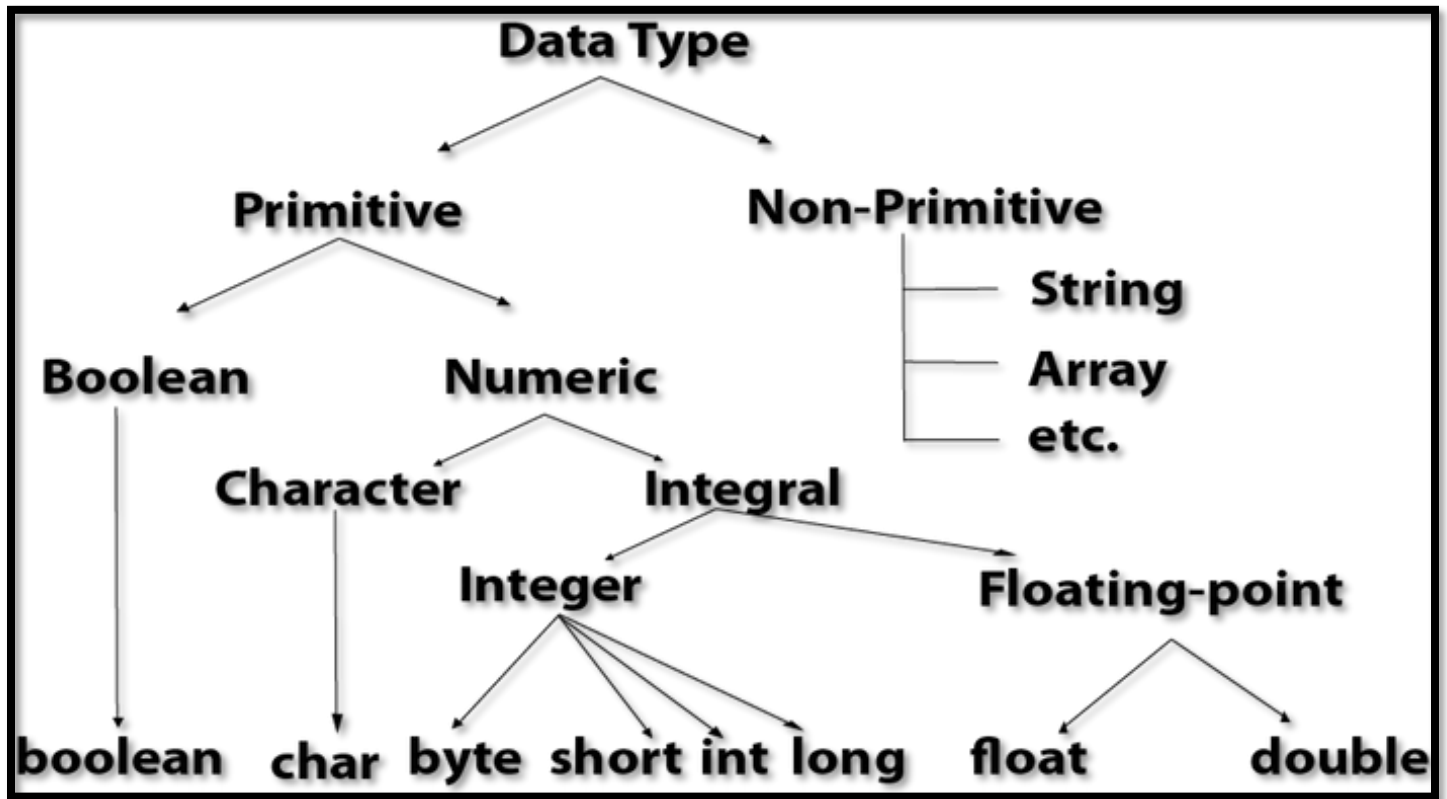 Data Type
Primitive
Non-Primitive
String
Boolean
Numeric
Array
etc.
Character
Integral
Integer
Floating-point
boolean
char
byte
short
int
long
float
double